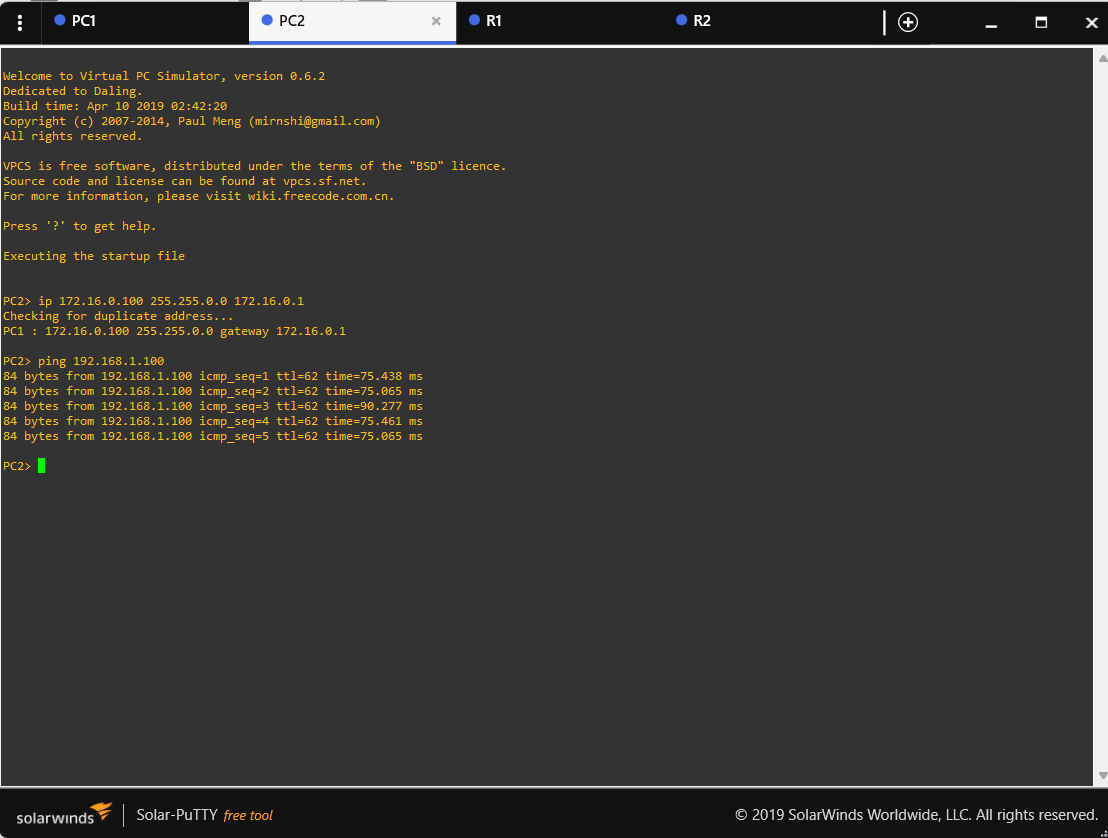 PC1
PC2
R1
R2
Welcome to Virtual PC Simulator, version 0.6.2
Dedicated to Daling.
Build time: Apr 10 2019 02:42:20
Copyright (c) 2007-2014, Paul Meng (mirnshi@gmail.com)
All rights reserved.
VPCS is free software, distributed under the terms of the "BSD" licence.
Source code and license can be found at vpcs.sf.net.
For more information, please visit wiki.freecode.com.cn.
Press '?' to get help.
Executing the startup file
PC2> ip 172.16.0.100 255.255.0.0 172.16.0.1
Checking for duplicate address...
PC1 : 172.16.0.100 255.255.0.0 gateway 172.16.0.1
PC2> ping 192.168.1.100
84 bytes from 192.168.1.100 icmp_seq=1 ttl=62 time=75.438 ms
84 bytes from 192.168.1.100 icmp_seq=2 ttl=62 time=75.065 ms
84 bytes from 192.168.1.100 icmp_seq=3 ttl=62 time=90.277 ms
84 bytes from 192.168.1.100 icmp_seq=4 ttl=62 time=75.461 ms
84 bytes from 192.168.1.100 icmp_seq=5 ttl=62 time=75.065 ms
PC2>
solarwinds Solar-PuTTY free tool © 2019 SolarWinds Worldwide, LLC. All rights reserved.